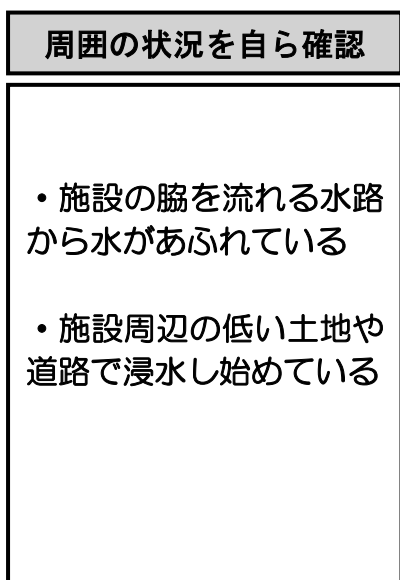 周囲の状況を自ら確認
・施設の脇を流れる水路
から水があふれている
・施設周辺の低い土地や
道路で浸水し始めている